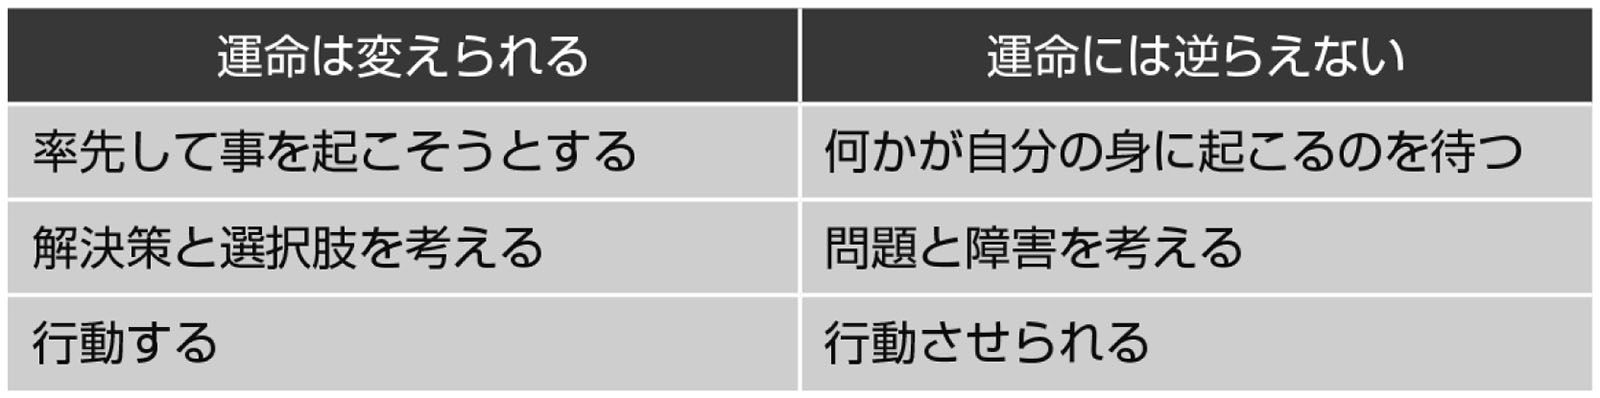 運命は変えられる
運命には逆らえない
率先して事を起こそうとする
何かが自分の身に起こるのを待つ
解決策と選択肢を考える
問題と障害を考える
行動する
行動させられる